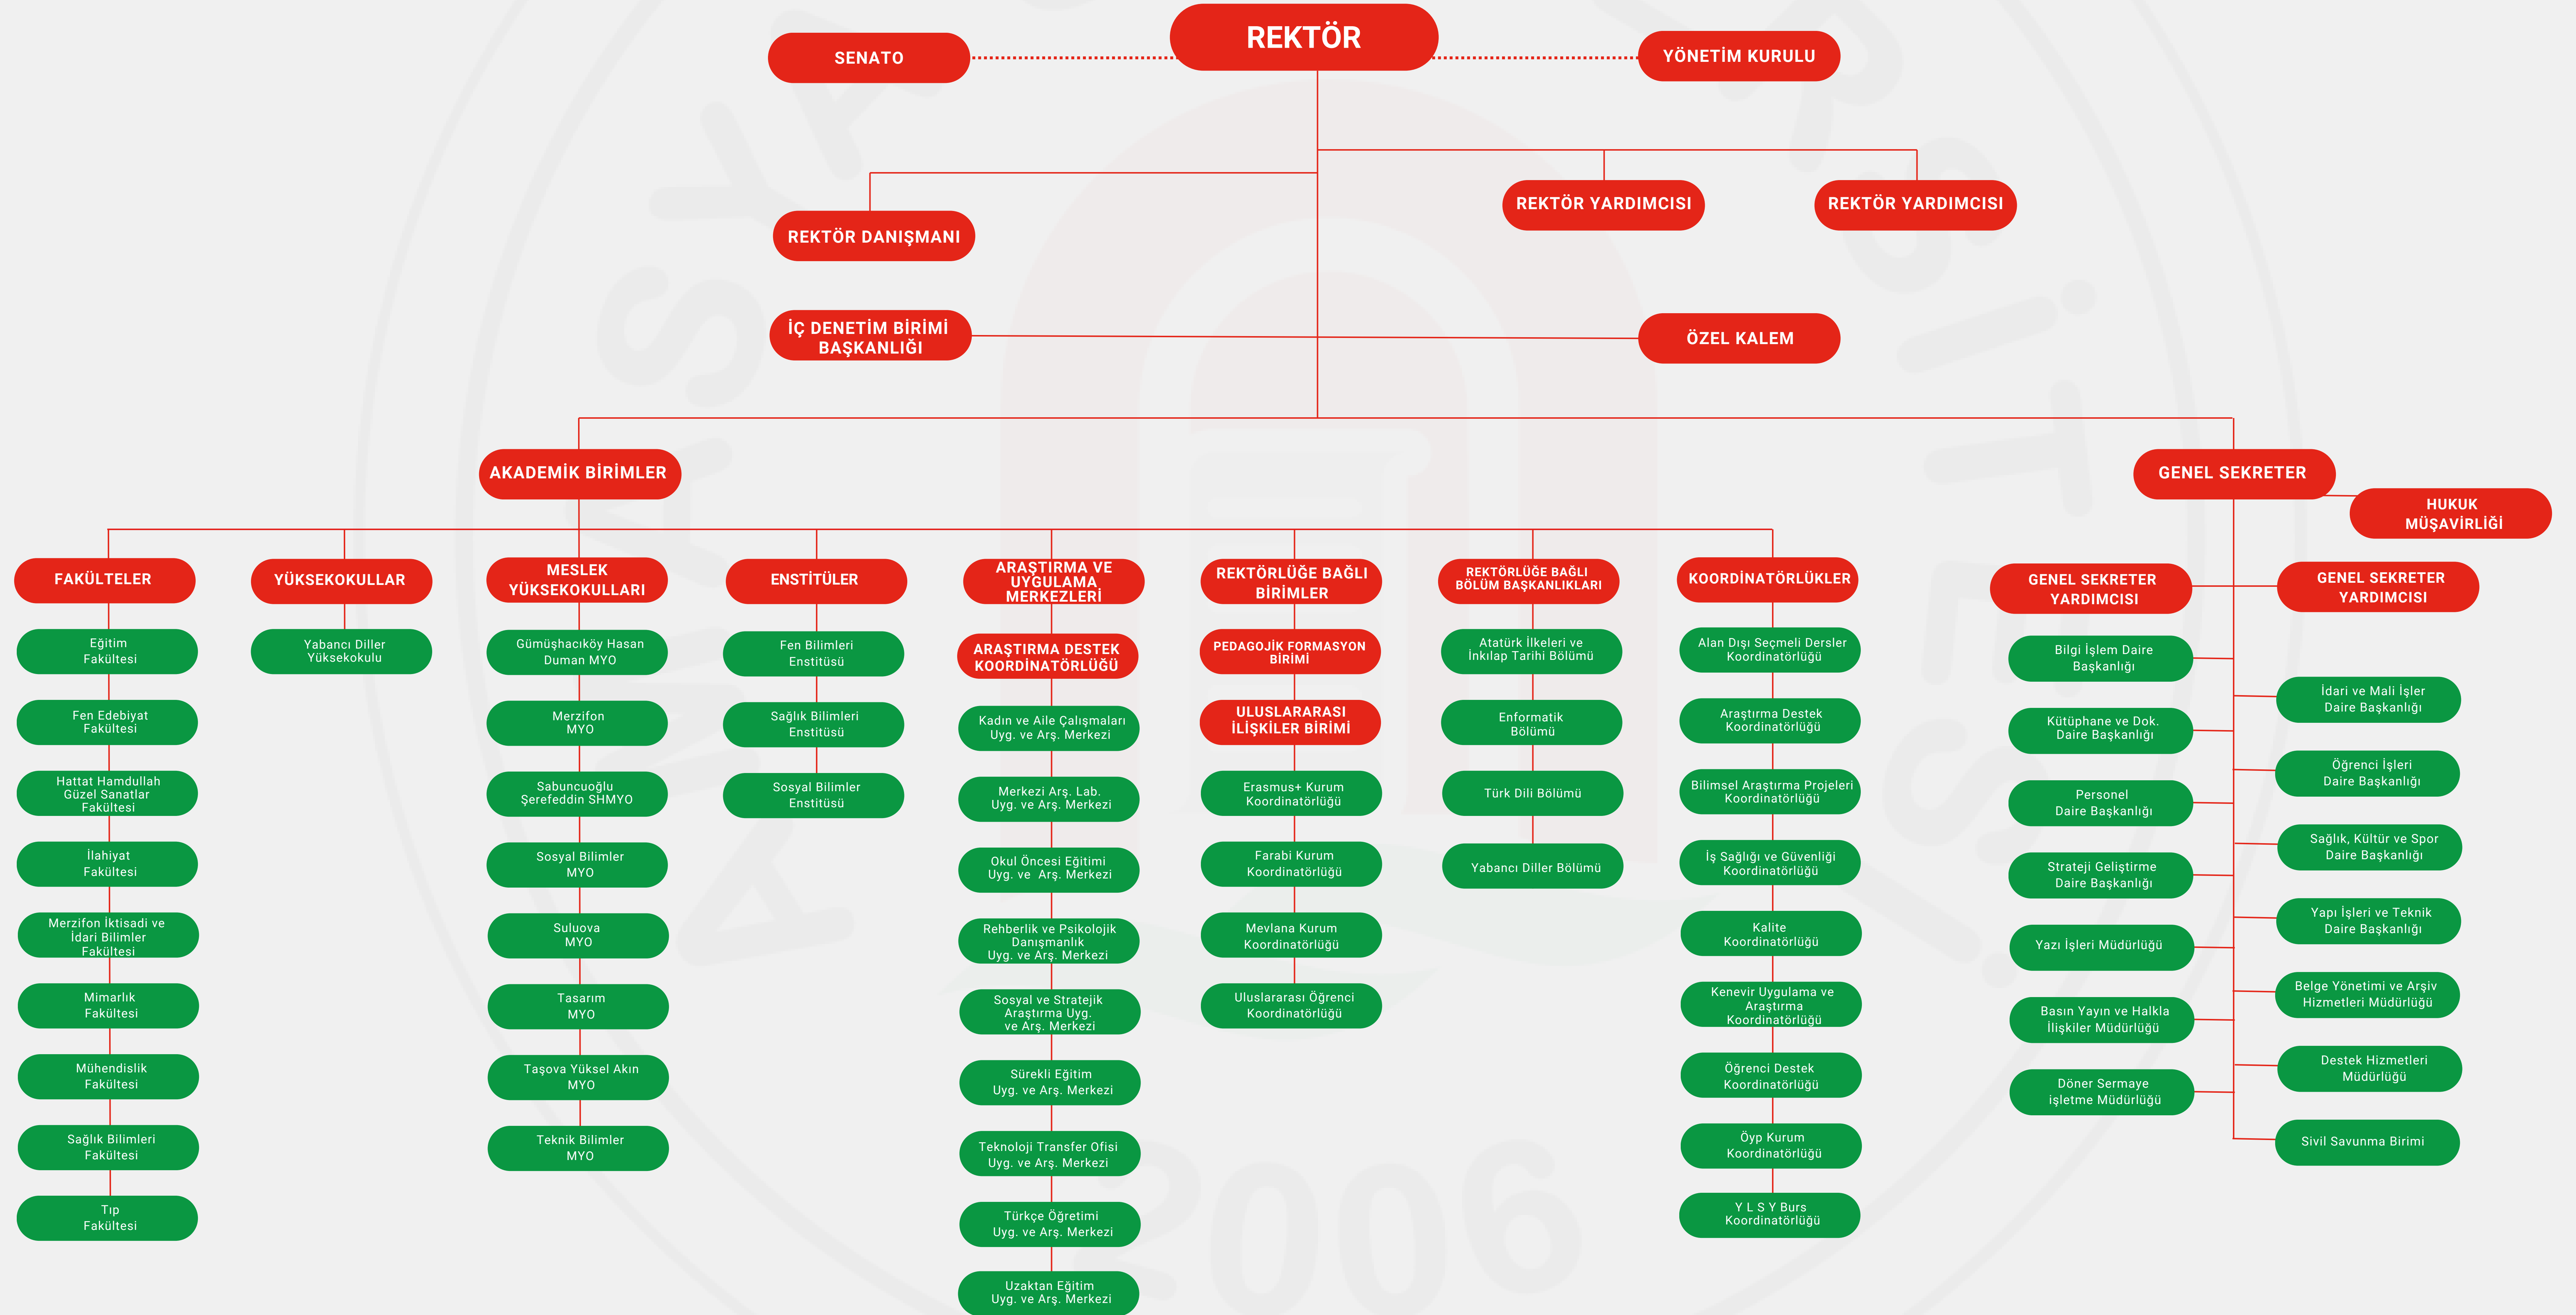 REKTÖR
SENATO
YÖNETİM KURULU
REKTÖR YARDIMCISI
REKTÖR YARDIMCISI
REKTÖR DANIŞMANI
İÇ DENETİM BİRİMİ
BAŞKANLIĞI
ÖZEL KALEM
AKADEMİK BİRİMLER
GENEL SEKRETER
HUKUK
MÜŞAVİRLİĞİ
FAKÜLTELER
Eğitim
Fakültesi
Fen Edebiyat
Fakültesi
Hattat Hamdullah
Güzel Sanatlar
Fakültesi
İlahiyat
Fakültesi
Merzifon İktisadi ve
İdari Bilimler
Fakültesi
Mimarlık
Fakültesi
Mühendislik
Fakültesi
Sağlık Bilimleri
Fakültesi
Tıp
Fakültesi
YÜKSEKOKULLAR
Yabancı Diller
Yüksekokulu
MESLEK
YÜKSEKOKULLARI
Gümüşhacıköy Hasan
Duman MYO
Merzifon
MYO
Sabuncuoğlu
Şerefeddin SHMYO
Sosyal Bilimler
MYO
Suluova
MYO
Tasarım
MYO
Taşova Yüksel Akın
MYO
Teknik Bilimler
MYO
ENSTİTÜLER
Fen Bilimleri
Enstitüsü
Sağlık Bilimleri
Enstitüsü
Sosyal Bilimler
Enstitüsü
ARAŞTIRMA VE
UYGULAMA
MERKEZLERİ
ARAŞTIRMA DESTEK
KOORDİNATÖRLÜĞÜ
Kadın ve Aile Çalışmaları
Uyg. ve Arş. Merkezi
Merkezi Arş. Lab.
Uyg. ve Arş. Merkezi
Okul Öncesi Eğitimi
Uyg. ve Arş. Merkezi
Rehberlik ve Psikolojik
Danışmanlık
Uyg. ve Arş. Merkezi
Sosyal ve Stratejik
Araştırma Uyg.
ve Arş. Merkezi
Sürekli Eğitim
Uyg. ve Arş. Merkezi
Teknoloji Transfer Ofisi
Uyg. ve Arş. Merkezi
Türkçe Öğretimi
Uyg. ve Arş. Merkezi
Uzaktan Eğitim
Uyg. ve Arş. Merkezi
REKTÖRLÜĞE BAĞLI
BİRİMLER
PEDAGOJİK FORMASYON
BİRİMİ
ULUSLARARASI
İLİŞKİLER BİRİMİ
Erasmus+ Kurum
Koordinatörlüğü
Farabi Kurum
Koordinatörlüğü
Mevlana Kurum
Koordinatörlüğü
Uluslararası Öğrenci
Koordinatörlüğü
REKTÖRLÜĞE BAĞLI
BÖLÜM BAŞKANLIKLARI
Atatürk İlkeleri ve
İnkılap Tarihi Bölümü
Enformatik
Bölümü
Türk Dili Bölümü
Yabancı Diller Bölümü
KOORDİNATÖRLÜKLER
Alan Dışı Seçmeli Dersler
Koordinatörlüğü
Araştırma Destek
Koordinatörlüğü
Bilimsel Araştırma Projeleri
Koordinatörlüğü
İş Sağlığı ve Güvenliği
Koordinatörlüğü
Kalite
Koordinatörlüğü
Kenevir Uygulama ve
Araştırma
Koordinatörlüğü
Öğrenci Destek
Koordinatörlüğü
Öyp Kurum
Koordinatörlüğü
Y L S Y Burs
Koordinatörlüğü
GENEL SEKRETER
YARDIMCISI
Bilgi İşlem Daire
Başkanlığı
Kütüphane ve Dok.
Daire Başkanlığı
Personel
Daire Başkanlığı
Strateji Geliştirme
Daire Başkanlığı
Yazı İşleri Müdürlüğü
Basın Yayın ve Halkla
İlişkiler Müdürlüğü
Döner Sermaye
işletme Müdürlüğü
GENEL SEKRETER
YARDIMCISI
İdari ve Mali İşler
Daire Başkanlığı
Öğrenci İşleri
Daire Başkanlığı
Sağlık, Kültür ve Spor
Daire Başkanlığı
Yapı İşleri ve Teknik
Daire Başkanlığı
Belge Yönetimi ve Arşiv
Hizmetleri Müdürlüğü
Destek Hizmetleri
Müdürlüğü
Sivil Savunma Birimi
2006